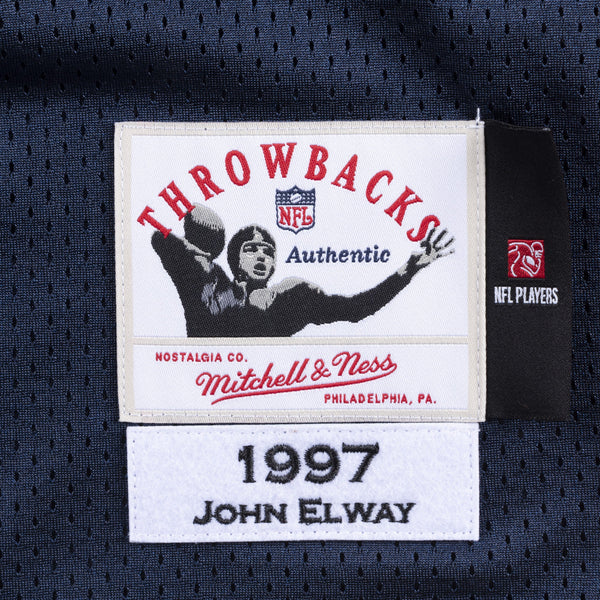 THROWBACKS
NFL
Authentic
NOSTALGIA CO.
Mitchell & Ness
PHILADELPHIA, PA.
NFL PLAYERS
1997
JOHN ELWAY